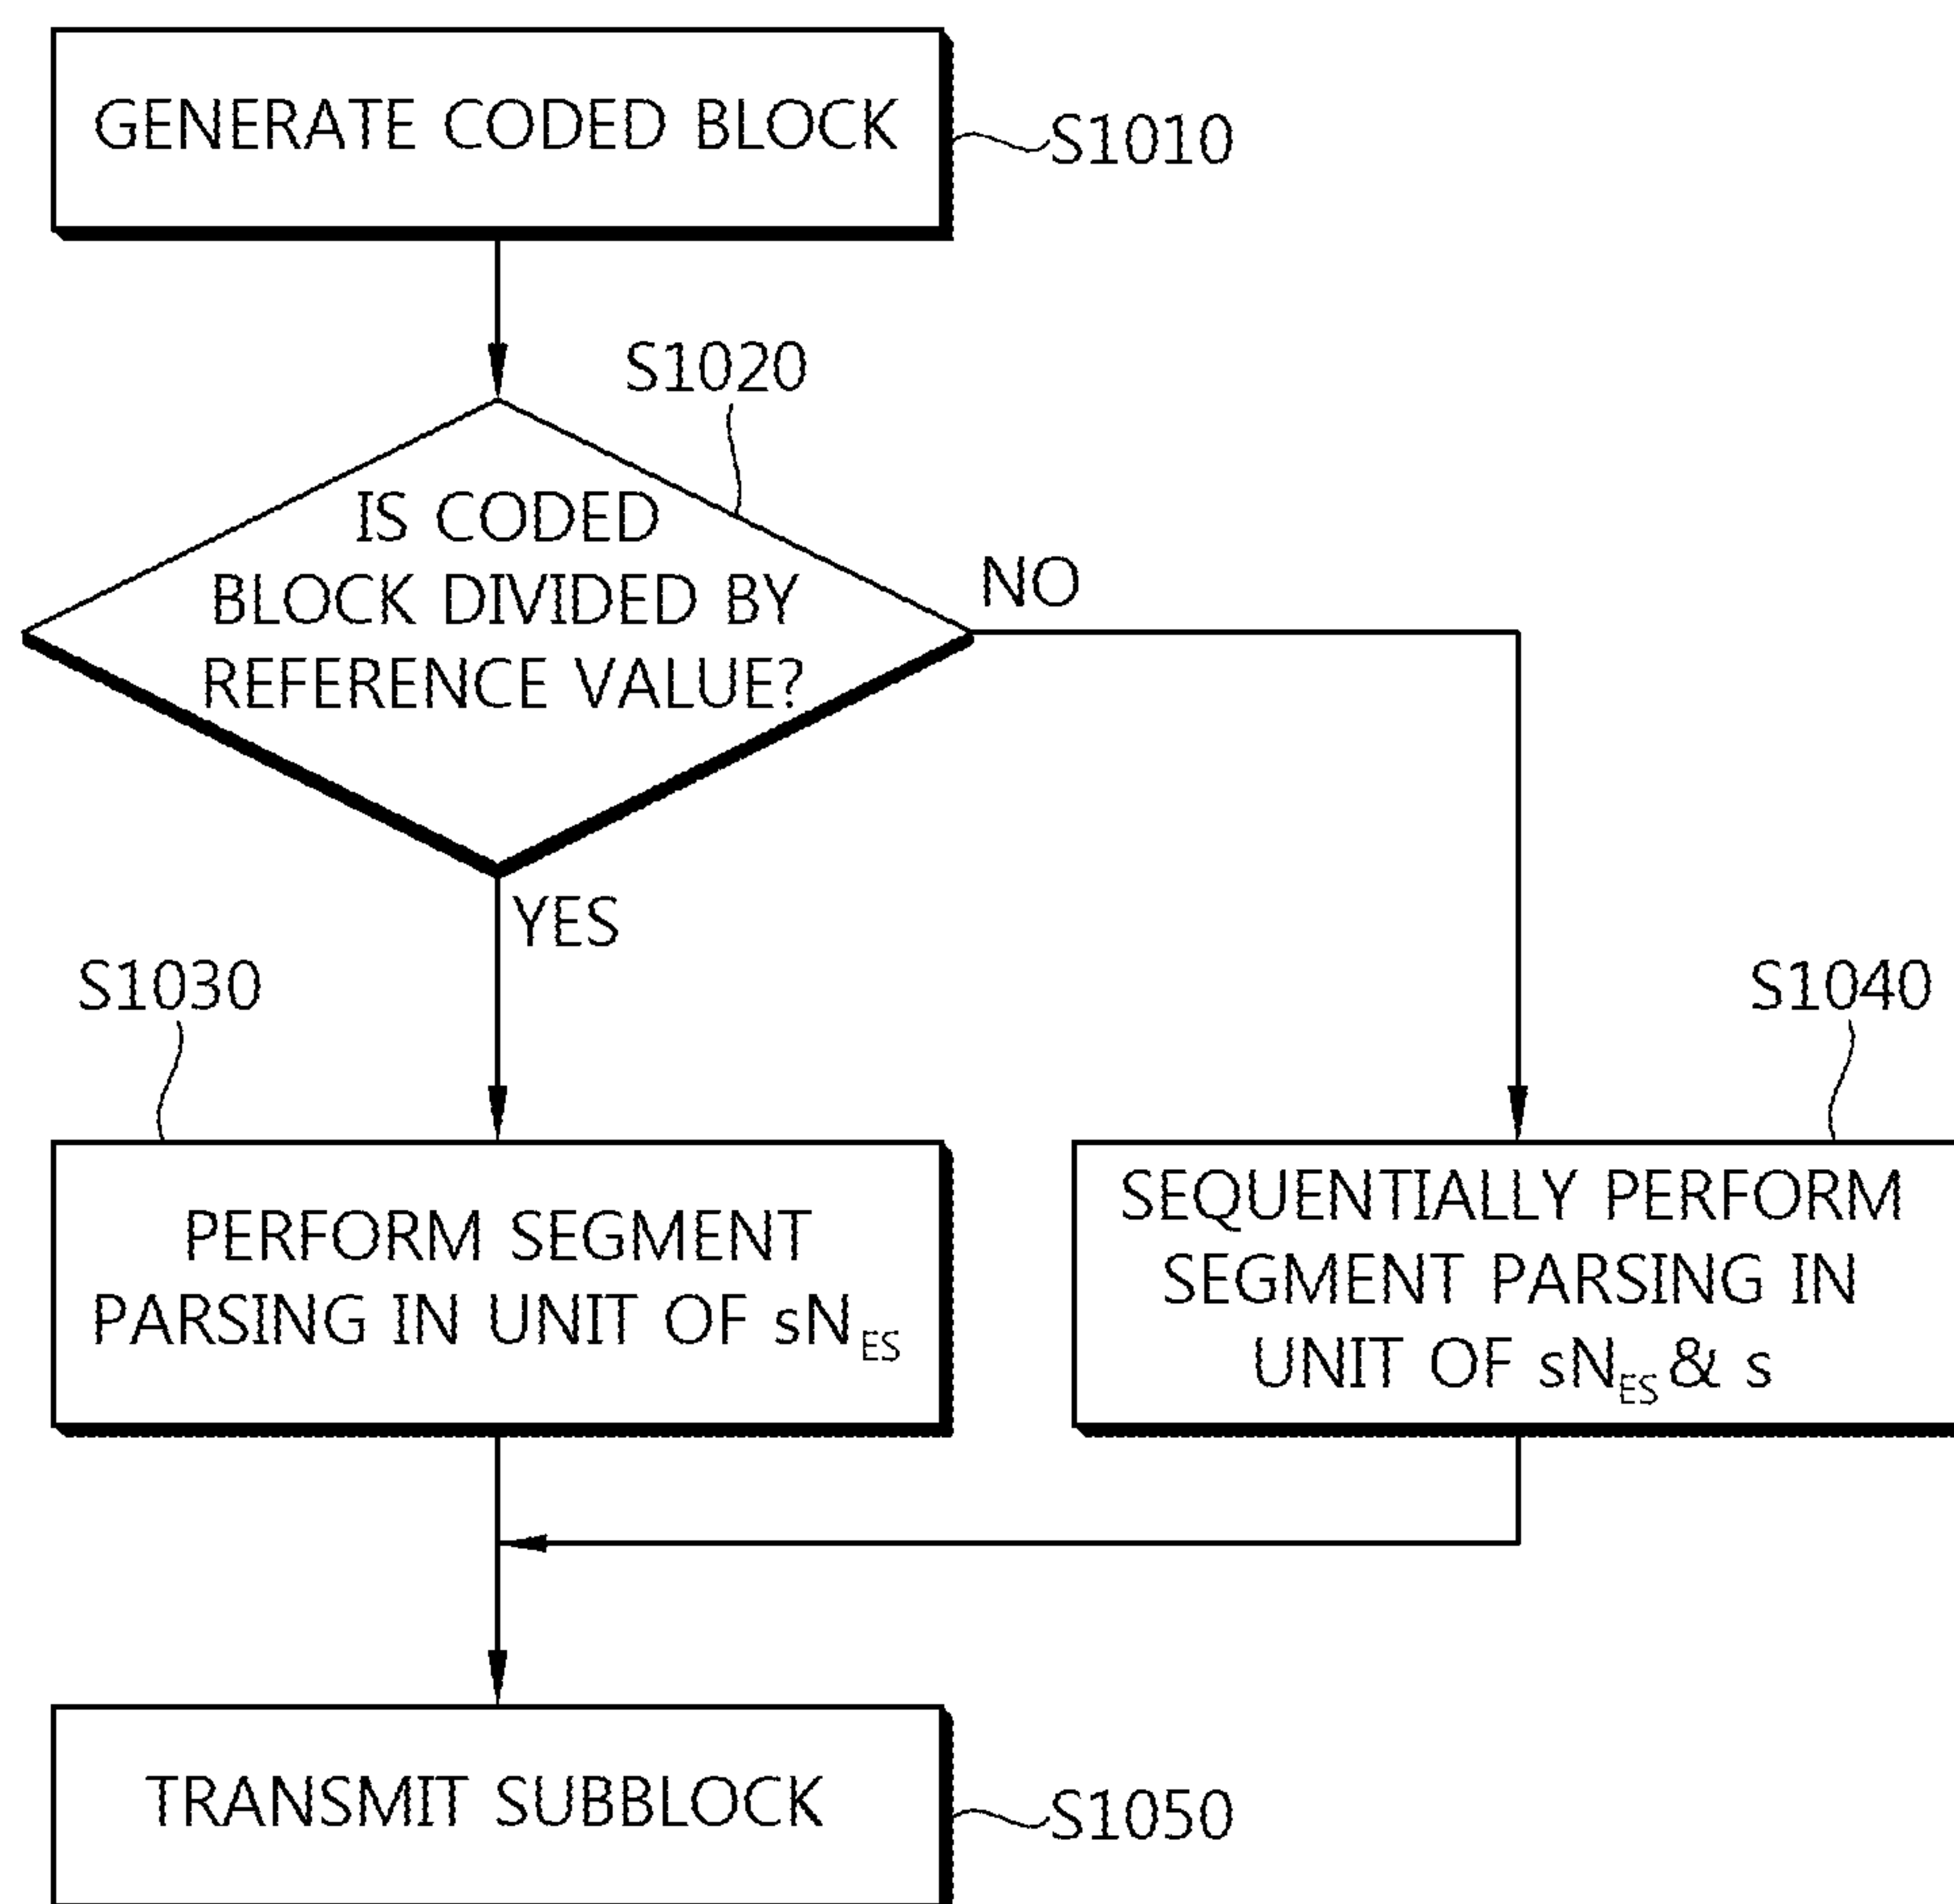 GENERATE CODED BLOCK
S1010
S1020
IS CODED
BLOCK DIVIDED BY
REFERENCE VALUE?
NO
YES
S1030
PERFORM SEGMENT
PARSING IN UNIT OF sNES
S1040
SEQUENTIALLY PERFORM
SEGMENT PARSING IN
UNIT OF sNES & s
TRANSMIT SUBBLOCK
S1050